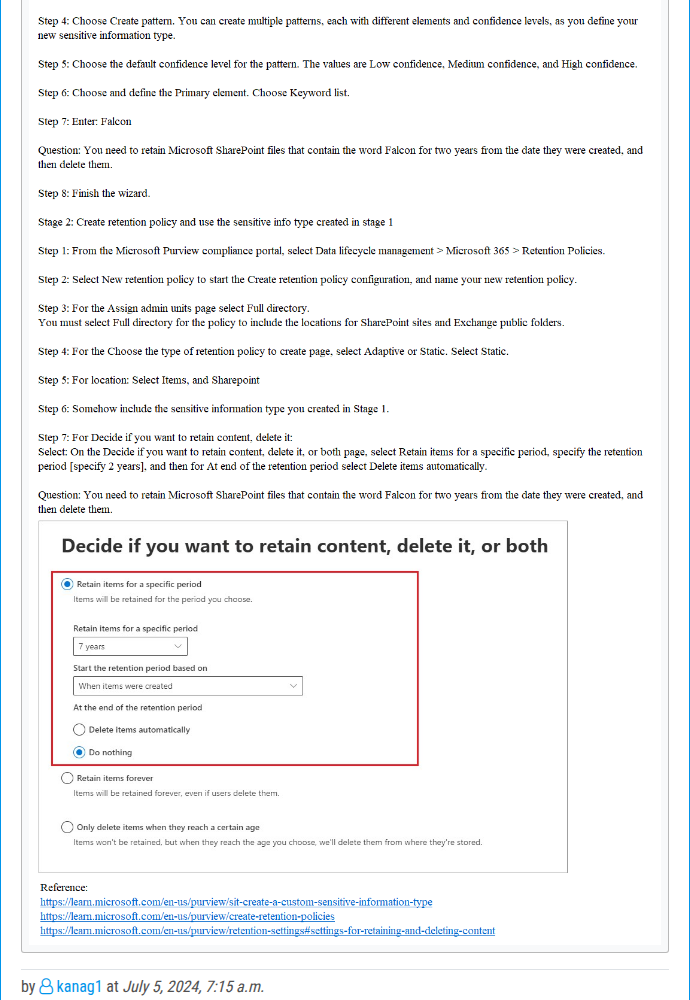 Step 4: Choose Create pattern. You can create multiple patterns, each with different elements and confidence levels, as you define your
new sensitive information type.
Step 5: Choose the default confidence level for the pattern. The values are Low confidence, Medium confidence, and High confidence.
Step 6: Choose and define the Primary element. Choose Keyword list.
Step 7: Enter: Falcon
Question: You need to retain Microsoft SharePoint files that contain the word Falcon for two years from the date they were created, and
then delete them.
Step 8: Finish the wizard.
Stage 2: Create retention policy and use the sensitive info type created in stage 1
Step 1: From the Microsoft Purview compliance portal, select Data lifecycle management > Microsoft 365 > Retention Policies.
Step 2: Select New retention policy to start the Create retention policy configuration, and name your new retention policy.
Step 3: For the Assign admin units page select Full directory.
You must select Full directory for the policy to include the locations for SharePoint sites and Exchange public folders.
Step 4: For the Choose the type of retention policy to create page, select Adaptive or Static. Select Static.
Step 5: For location: Select Items, and Sharepoint
Step 6: Somehow include the sensitive information type you created in Stage 1.
Step 7: For Decide if you want to retain content, delete it:
Select: On the Decide if you want to retain content, delete it, or both page, select Retain items for a specific period, specify the retention
period [specify 2 years], and then for At end of the retention period select Delete items automatically.
Question: You need to retain Microsoft SharePoint files that contain the word Falcon for two years from the date they were created, and
then delete them.
Decide if you want to retain content, delete it, or both
Retain items for a specific period
Items will be retained for the period you choose.
Retain items for a specific period
7 years
Start the retention period based on
When items were created
At the end of the retention period
Delete items automatically
Do nothing
Retain items forever
Items will be retained forever, even if users delete them.
Only delete items when they reach a certain age
Items won't be retained, but when they reach the age you choose, we'll delete them from where they're stored.
Reference:
https://learn.microsoft.com/en-us/purview/sit-create-a-custom-sensitive-information-type
https://learn.microsoft.com/en-us/purview/create-retention-policies
https://learn.microsoft.com/en-us/purview/retention-settings#settings-for-retaining-and-deleting-content
by kanag1 at July 5, 2024, 7:15 a.m.